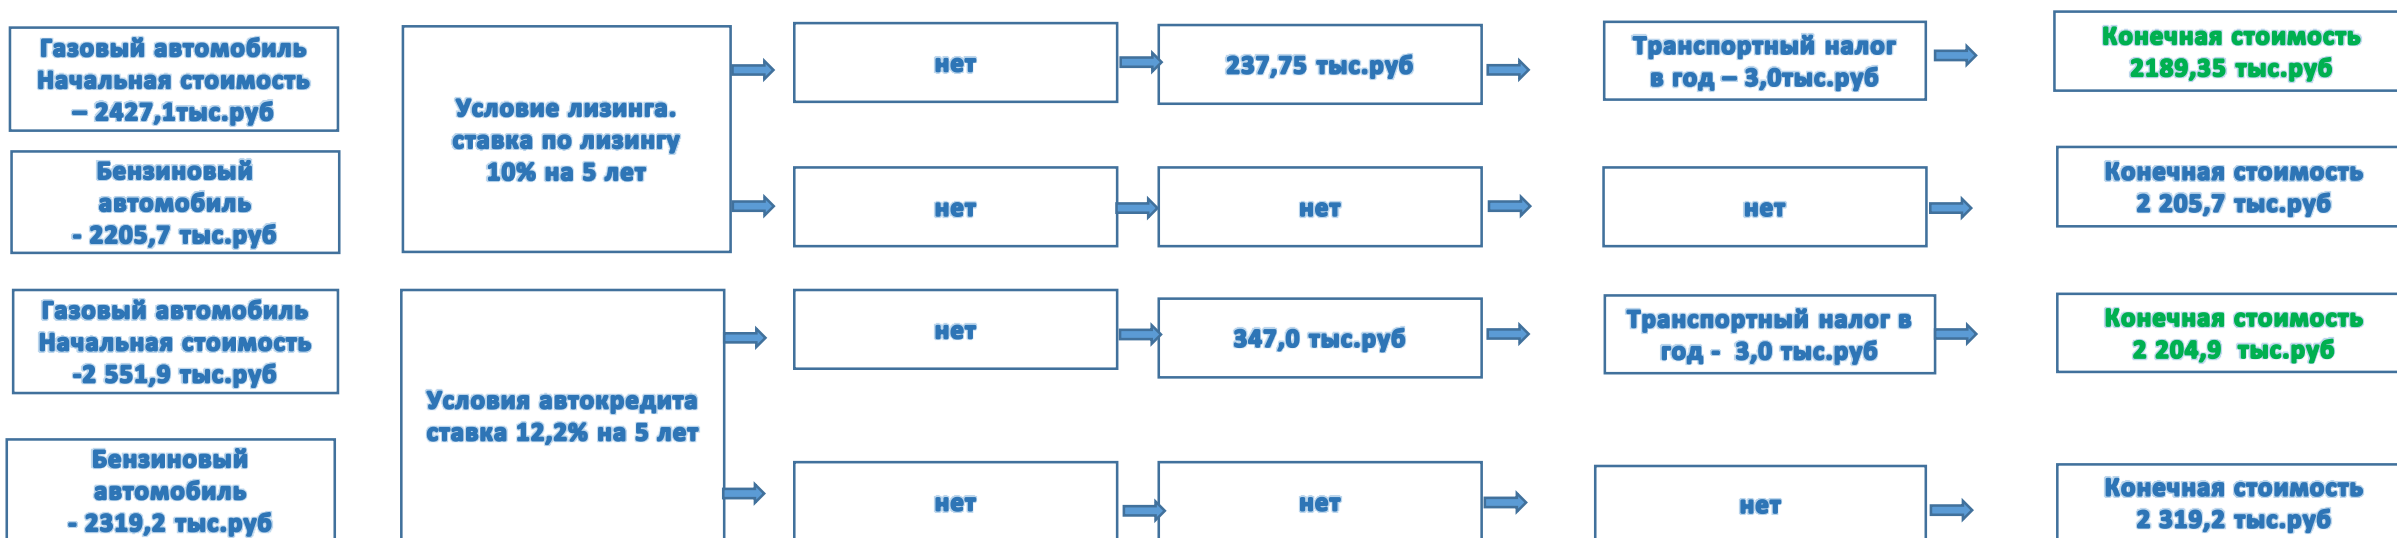 Газовый автомобиль
Начальная стоимость
– 2427,1тыс.руб
Условие лизинга.
ставка по лизингу
10% на 5 лет
нет
237,75 тыс.руб
Транспортный налог
в год – 3,0тыс.руб
Конечная стоимость
2189,35 тыс.руб
Бензиновый
автомобиль
- 2205,7 тыс.руб
нет
нет
нет
Конечная стоимость
2 205,7 тыс.руб
Газовый автомобиль
Начальная стоимость
-2 551,9 тыс.руб
Условия автокредита
ставка 12,2% на 5 лет
нет
347,0 тыс.руб
Транспортный налог в
год - 3,0 тыс.руб
Конечная стоимость
2 204,9 тыс.руб
Бензиновый
автомобиль
- 2319,2 тыс.руб
нет
нет
нет
Конечная стоимость
2 319,2 тыс.руб